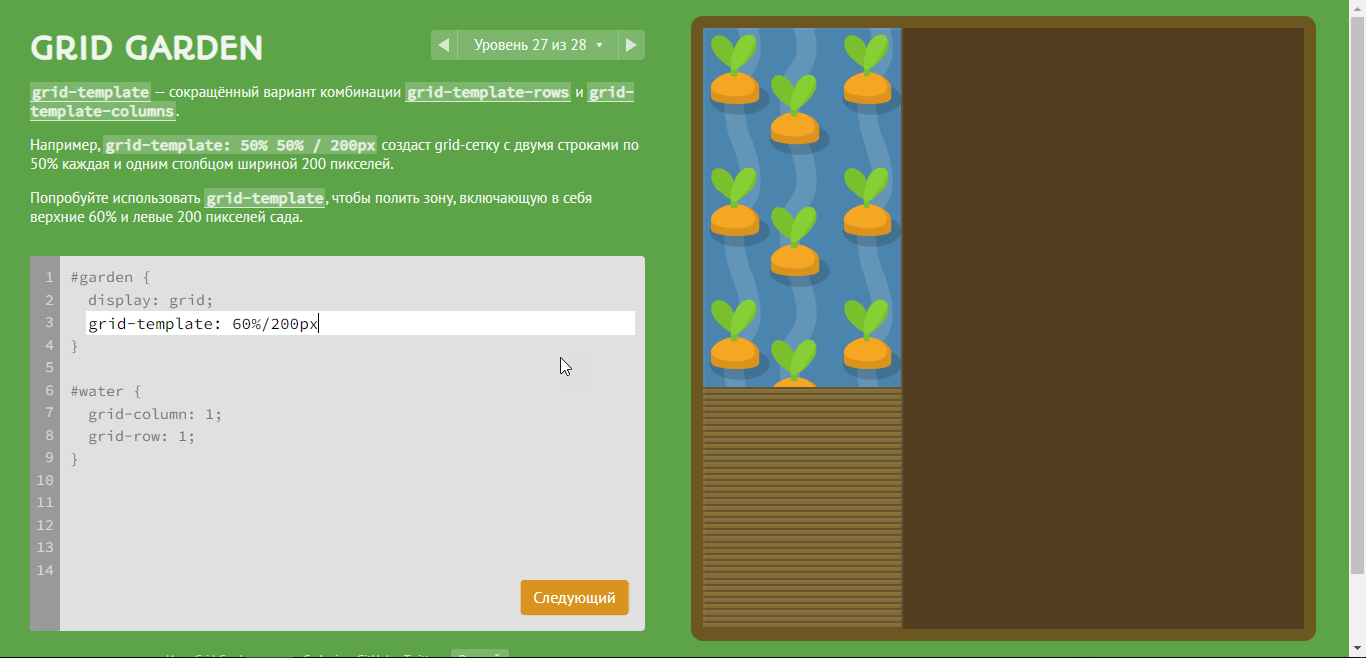 GRID GARDEN
Уровень 27 из 28
grid-template — сокращённый вариант комбинации grid-template-rows и grid-
template-columns.
Например, grid-template: 50% 50% / 200px создаст grid-сетку с двумя строками по
50% каждая и одним столбцом шириной 200 пикселей.
Попробуйте использовать grid-template, чтобы полить зону, включающую в себя
верхние 60% и левые 200 пикселей сада.
1 #garden {
2 display: grid;
3 grid-template: 60%/200px
4 }
5
6 #water {
7 grid-column: 1;
8 grid-row: 1;
9 }
10
11
12
13
14
Следующий